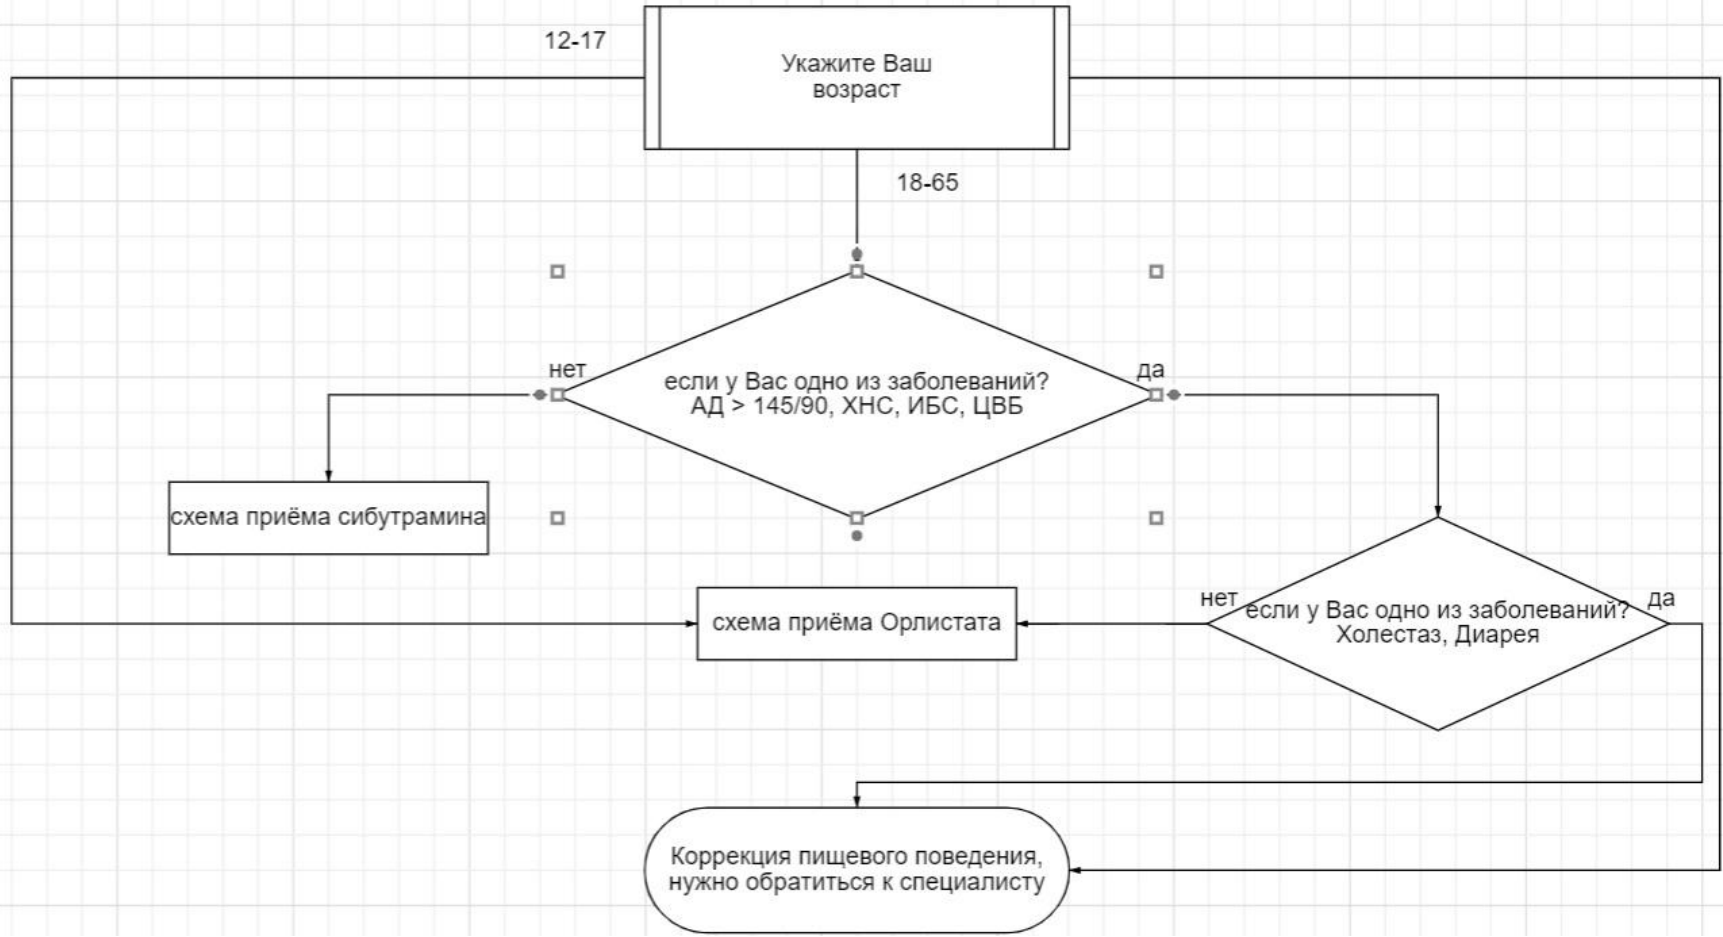 12-17
Укажите Ваш
возраст
18-65
нет
да
если у Вас одно из заболеваний?
АД > 145/90, ХНС, ИБС, ЦВБ
схема приёма сибутрамина
схема приёма Орлистата
нет
да
если у Вас одно из заболеваний?
Холестаз, Диарея
Коррекция пищевого поведения,
нужно обратиться к специалисту